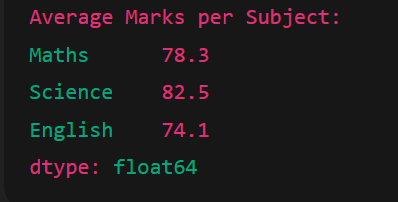 Average Marks per Subject:
Maths      78.3
Science    82.5
English    74.1
dtype: float64